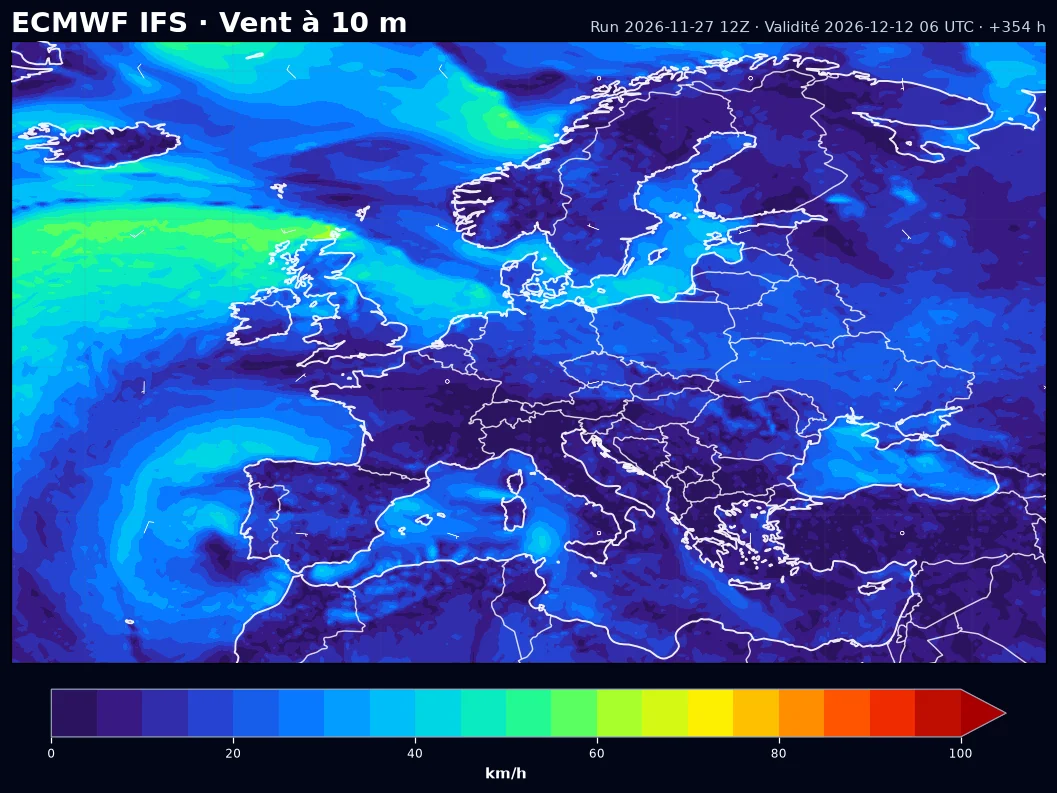 ECMWF IFS · Vent à 10 m
Run 2026-11-27 12Z · Validité 2026-12-12 06 UTC · +354 h
0 20 40 60 80 100
km/h